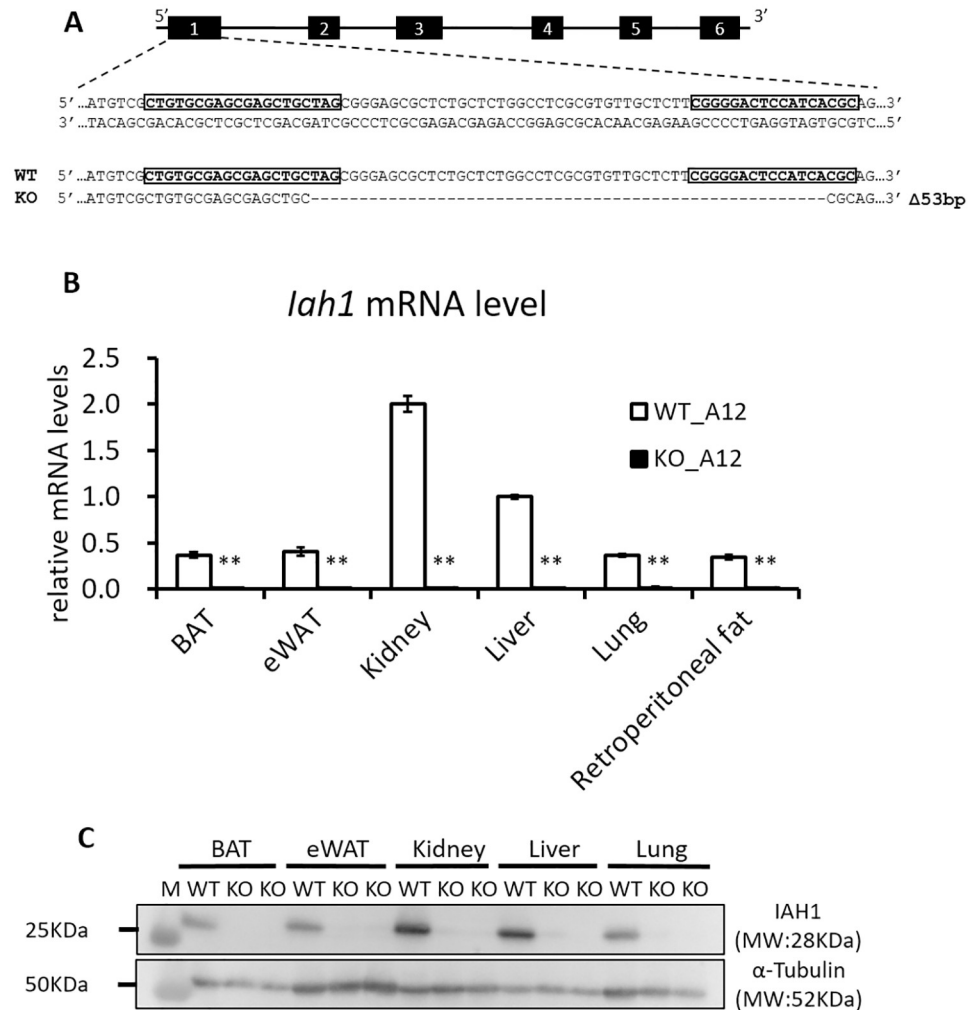 A
5’ 3’
1 2 3 4 5 6
5’…ATGTCGCTGTGCGAGCGAGCTGCTAGCGGGAGCGCTCTGCTCTGGCCTCGCGTGTTGCTCTTCGGGGACTCCATCACGCAG…3’
3’…TACAGCGACACGCTCGCTCGACGATCGCCCTCGCGAGACGAGACCGGAGCGCACAACGAGAAGCCCCTGAGGTAGTGCGTC…5’
WT 5’…ATGTCGCTGTGCGAGCGAGCTGCTAGCGGGAGCGCTCTGCTCTGGCCTCGCGTGTTGCTCTTCGGGGACTCCATCACGCAG…3’
KO 5’…ATGTCGCTGTGCGAGCGAGCTGC-----------------------------------------------------CGCAG…3’ Δ53bp
B
Iah1 mRNA level
relative mRNA levels
2.5
2.0
1.5
1.0
0.5
0.0
WT_A12
KO_A12
** ** ** ** ** **
BAT eWAT Kidney Liver Lung Retroperitoneal fat
C
BAT eWAT Kidney Liver Lung
M WT KO KO WT KO KO WT KO KO WT KO KO WT KO KO
25KDa
IAH1
(MW:28KDa)
50KDa
α-Tubulin
(MW:52KDa)